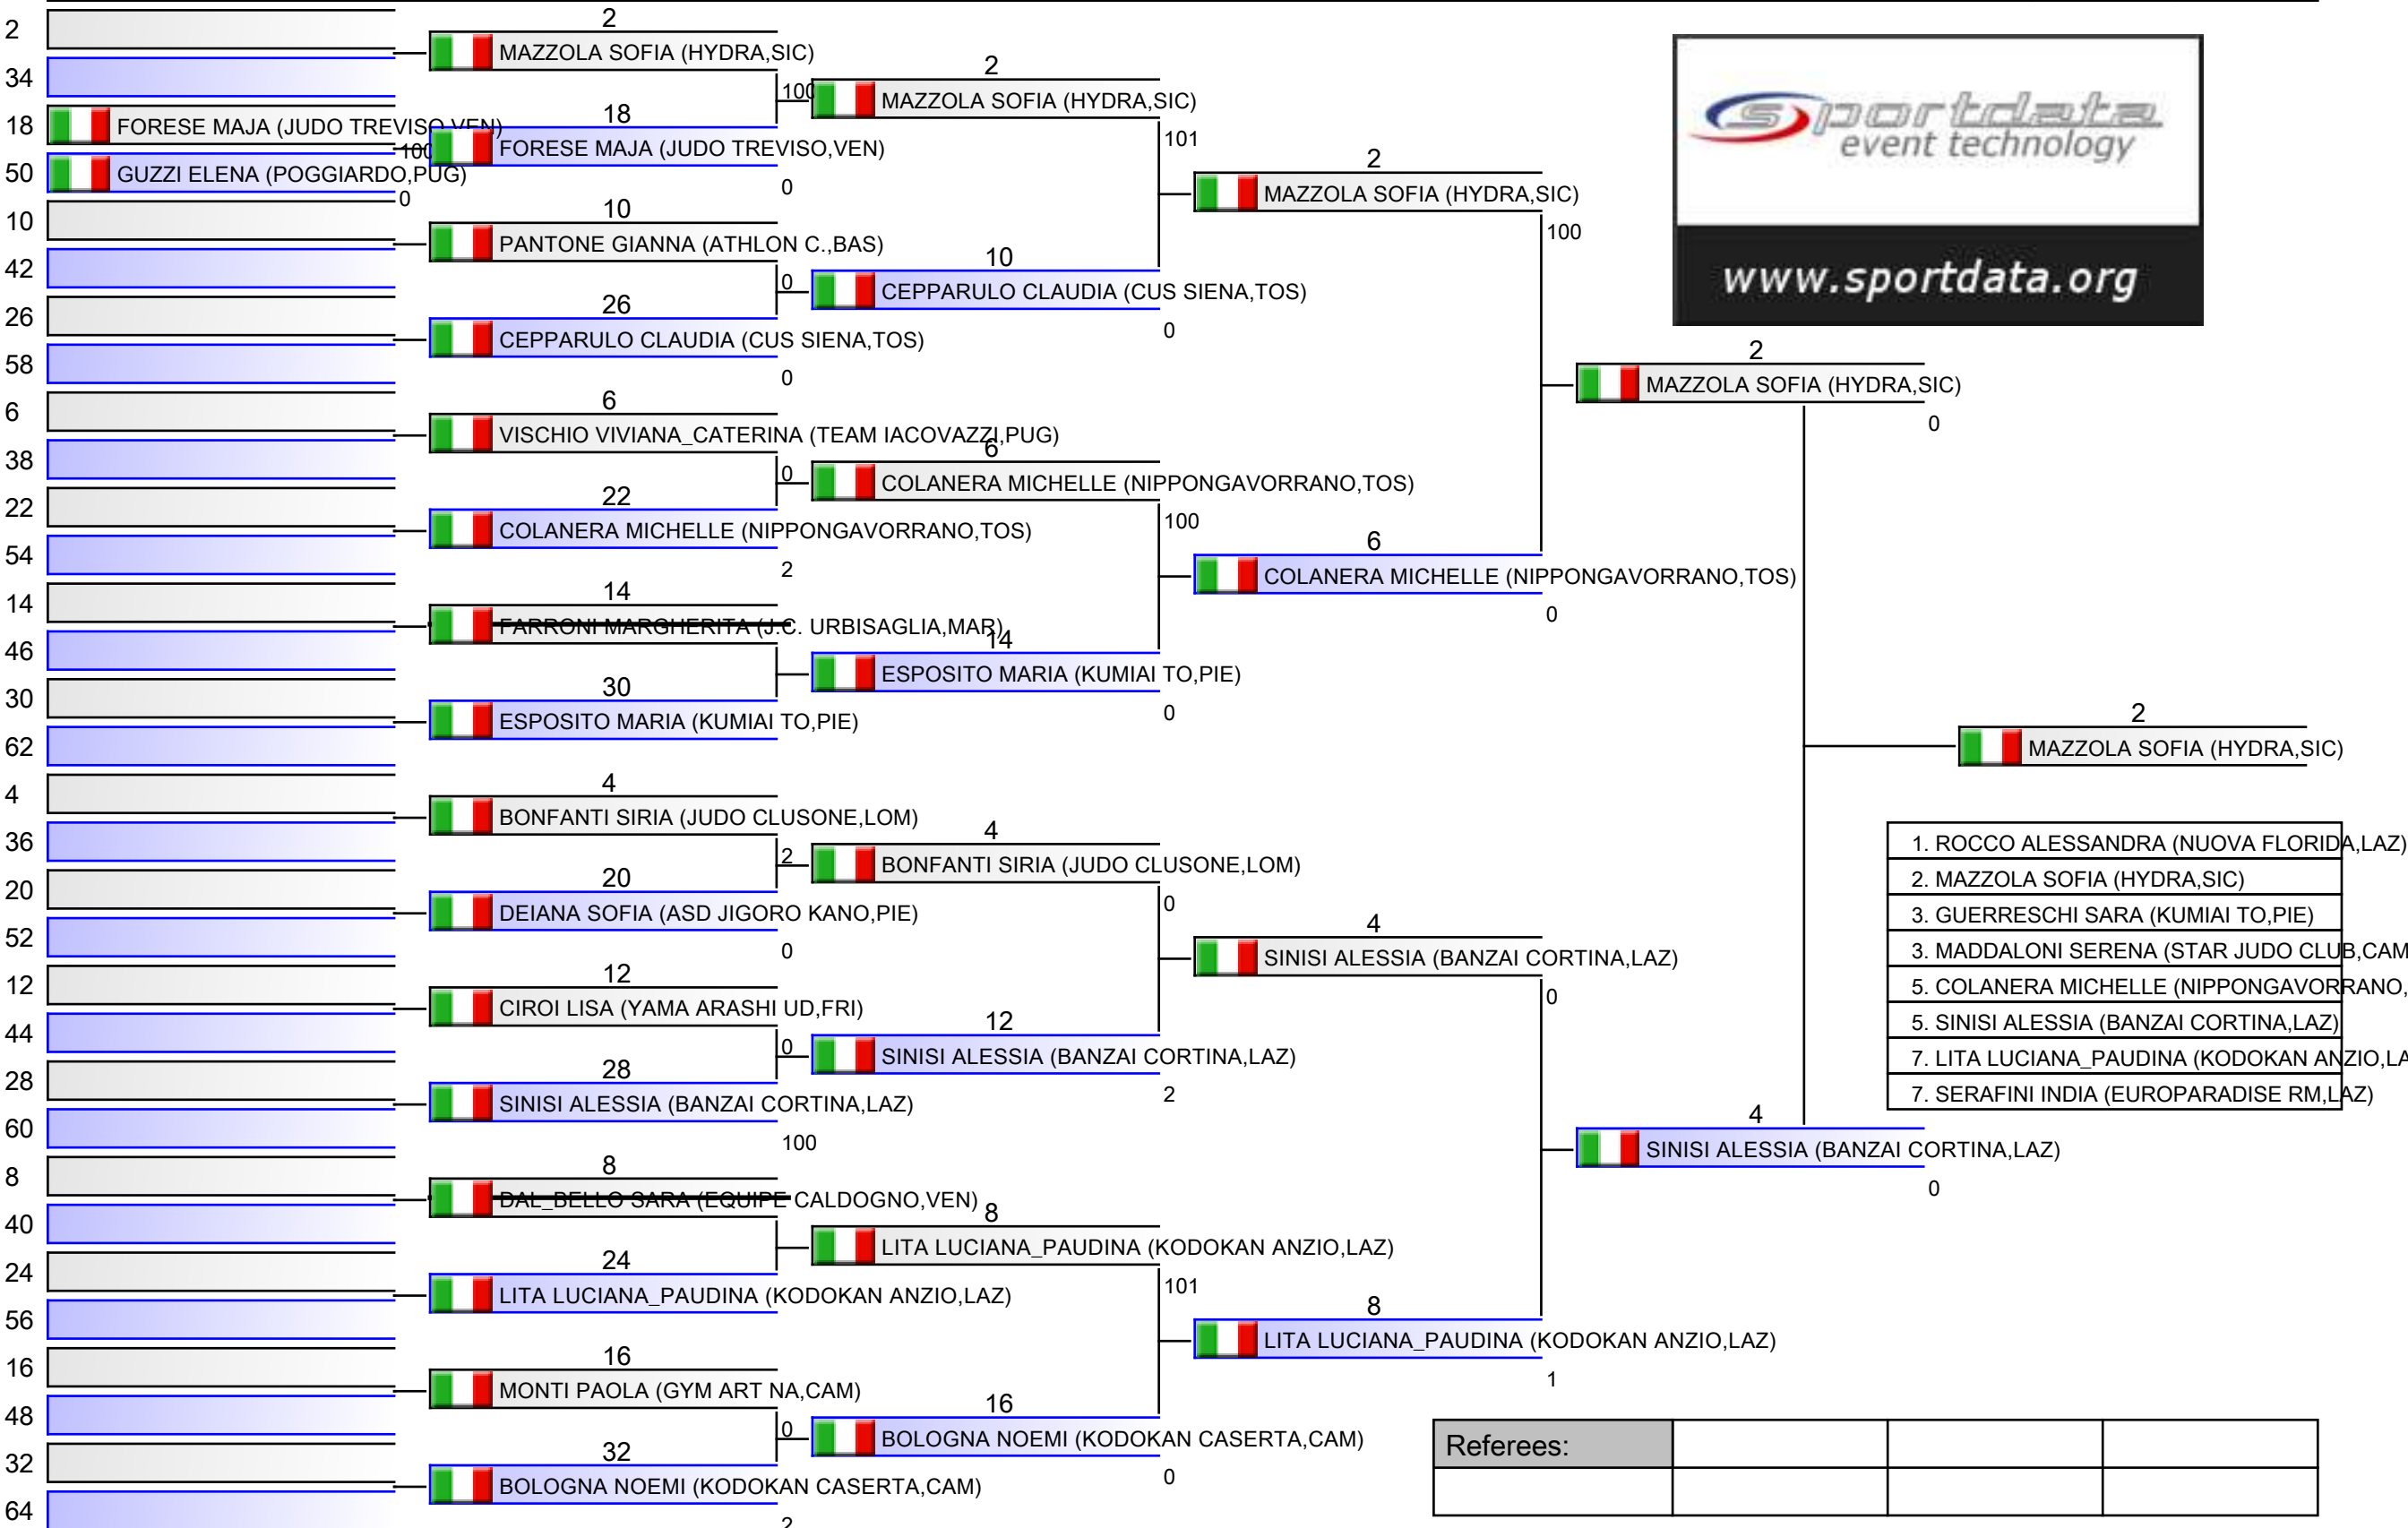 2
34
18 FORESE MAJA (JUDO TREVISO,VEN)
100
50 GUZZI ELENA (POGGIARDO,PUG)
0
10
42
26
58
6
38
22
54
14
46
30
62
4
36
20
52
12
44
28
60
8
40
24
56
16
48
32
64
2
MAZZOLA SOFIA (HYDRA,SIC)
100
18
FORESE MAJA (JUDO TREVISO,VEN)
0
10
PANTONE GIANNA (ATHLON C.,BAS)
0
26
CEPPARULO CLAUDIA (CUS SIENA,TOS)
0
6
VISCHIO VIVIANA_CATERINA (TEAM IACOVAZZI,PUG)
0
22
COLANERA MICHELLE (NIPPONGAVORRANO,TOS)
2
14
FARRONI MARGHERITA (J.C. URBISAGLIA,MAR)
30
ESPOSITO MARIA (KUMIAI TO,PIE)
4
BONFANTI SIRIA (JUDO CLUSONE,LOM)
2
20
DEIANA SOFIA (ASD JIGORO KANO,PIE)
0
12
CIROI LISA (YAMA ARASHI UD,FRI)
0
28
SINISI ALESSIA (BANZAI CORTINA,LAZ)
100
8
DAL_BELLO SARA (EQUIPE CALDOGNO,VEN)
24
LITA LUCIANA_PAUDINA (KODOKAN ANZIO,LAZ)
16
MONTI PAOLA (GYM ART NA,CAM)
0
32
BOLOGNA NOEMI (KODOKAN CASERTA,CAM)
2
2
MAZZOLA SOFIA (HYDRA,SIC)
101
10
CEPPARULO CLAUDIA (CUS SIENA,TOS)
0
6
COLANERA MICHELLE (NIPPONGAVORRANO,TOS)
100
14
ESPOSITO MARIA (KUMIAI TO,PIE)
0
4
BONFANTI SIRIA (JUDO CLUSONE,LOM)
0
12
SINISI ALESSIA (BANZAI CORTINA,LAZ)
2
8
LITA LUCIANA_PAUDINA (KODOKAN ANZIO,LAZ)
101
16
BOLOGNA NOEMI (KODOKAN CASERTA,CAM)
0
2
MAZZOLA SOFIA (HYDRA,SIC)
100
6
COLANERA MICHELLE (NIPPONGAVORRANO,TOS)
0
4
SINISI ALESSIA (BANZAI CORTINA,LAZ)
0
8
LITA LUCIANA_PAUDINA (KODOKAN ANZIO,LAZ)
1
sportdata
event technology
www.sportdata.org
2
MAZZOLA SOFIA (HYDRA,SIC)
0
4
SINISI ALESSIA (BANZAI CORTINA,LAZ)
0
2
MAZZOLA SOFIA (HYDRA,SIC)
1. ROCCO ALESSANDRA (NUOVA FLORIDA,LAZ)
2. MAZZOLA SOFIA (HYDRA,SIC)
3. GUERRESCHI SARA (KUMIAI TO,PIE)
3. MADDALONI SERENA (STAR JUDO CLUB,CAM
5. COLANERA MICHELLE (NIPPONGAVORRANO,
5. SINISI ALESSIA (BANZAI CORTINA,LAZ)
7. LITA LUCIANA_PAUDINA (KODOKAN ANZIO,LA
7. SERAFINI INDIA (EUROPARADISE RM,LAZ)
Referees: